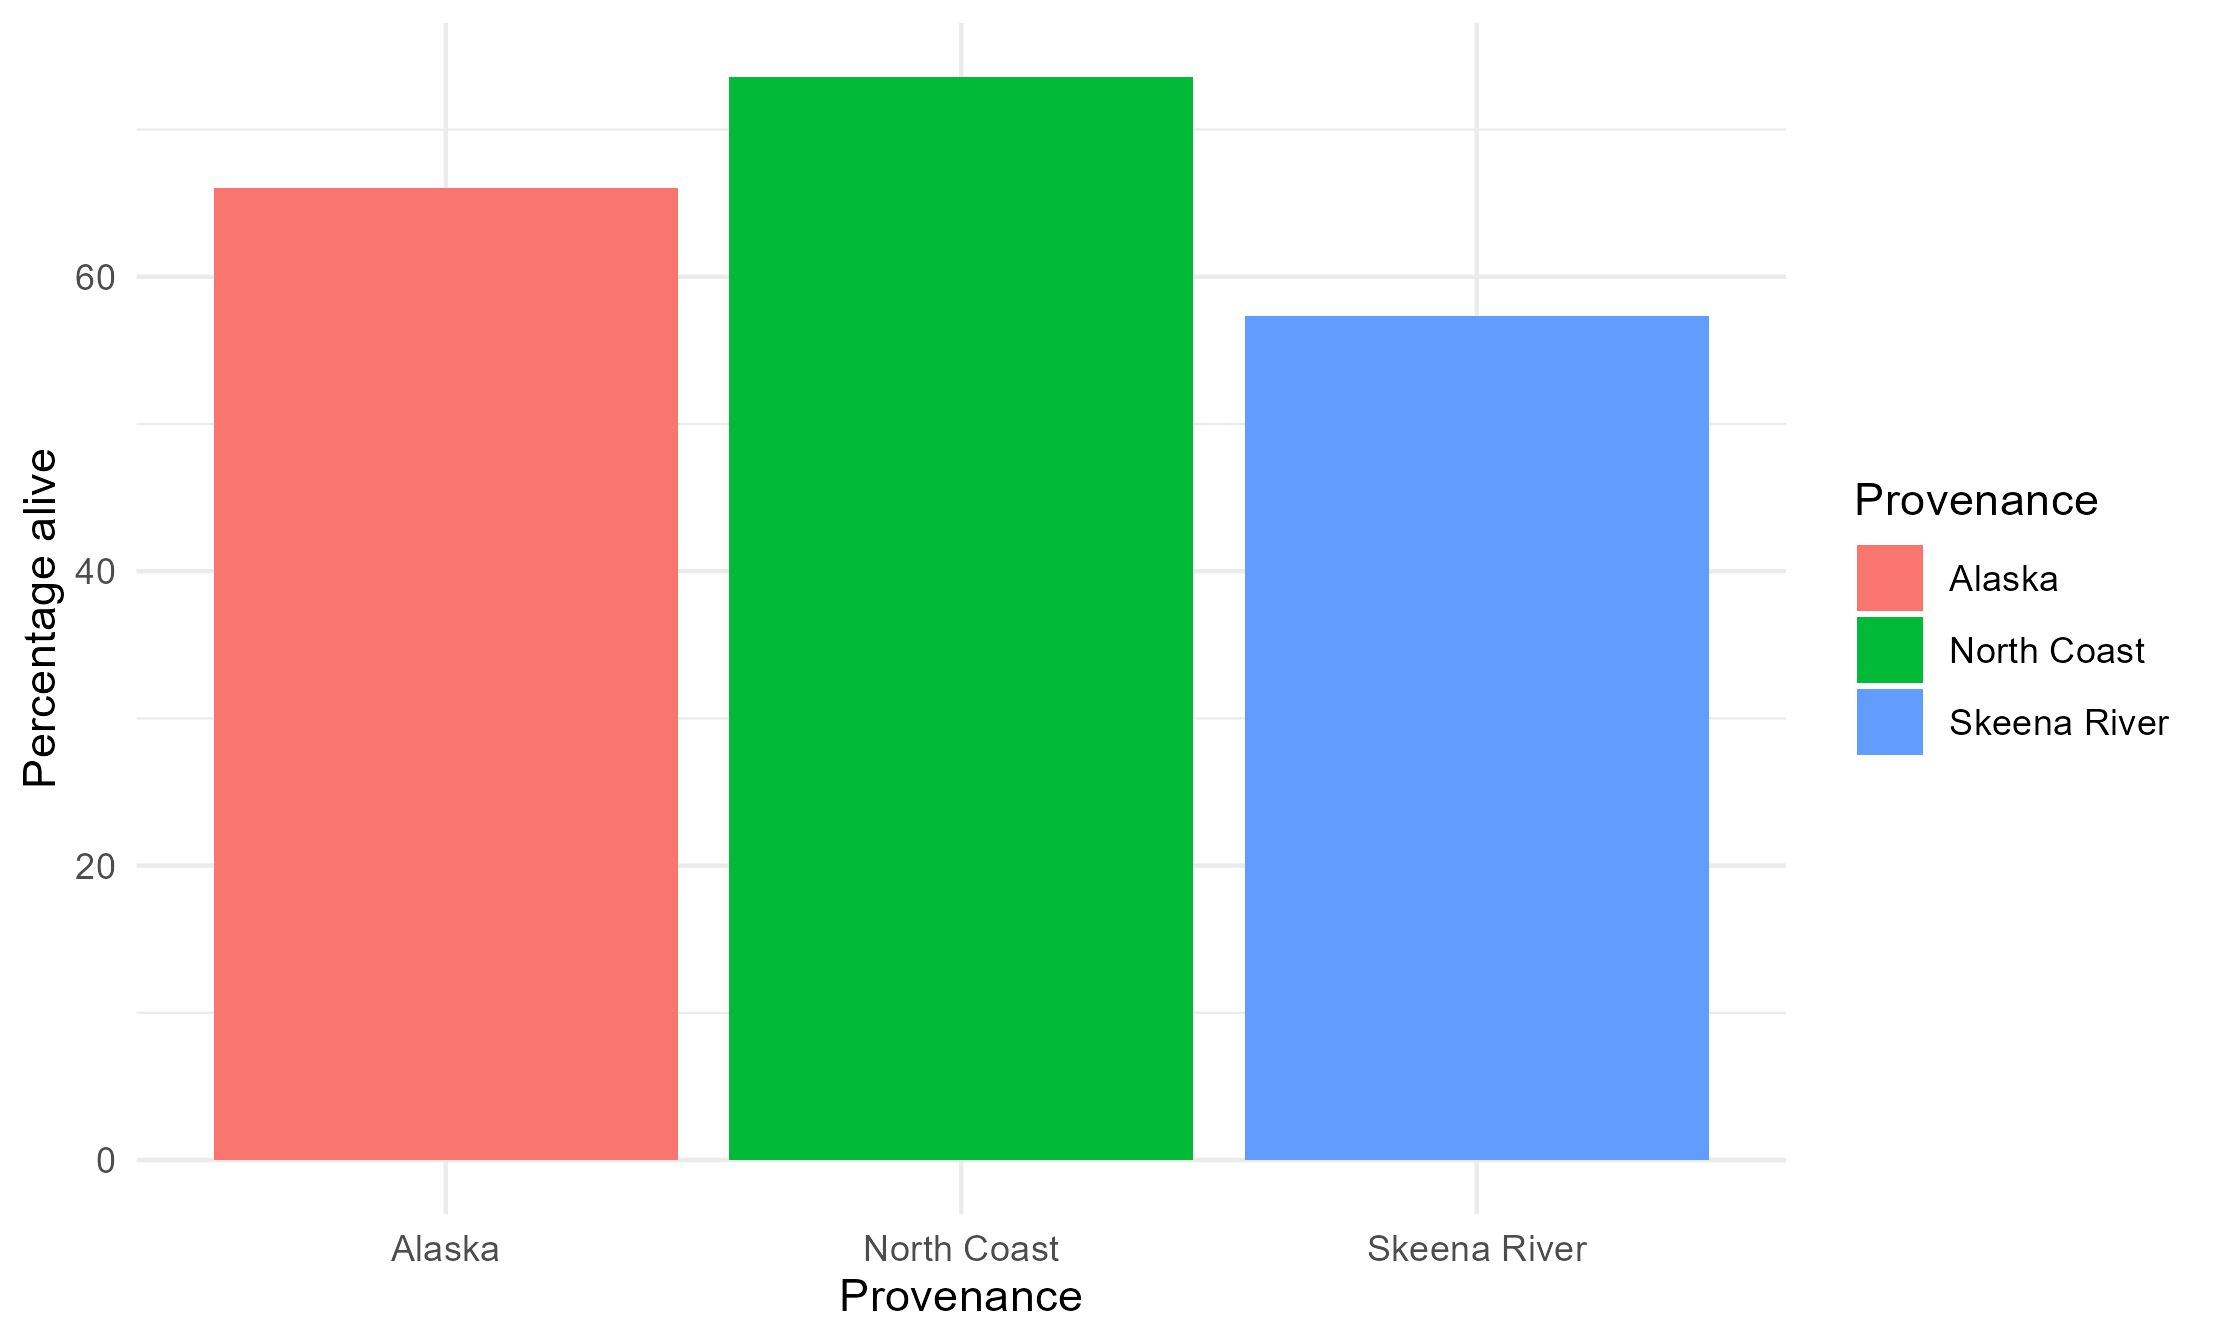 Percentage alive
60
40
20
0
Alaska
North Coast
Skeena River
Provenance
Provenance
Alaska
North Coast
Skeena River